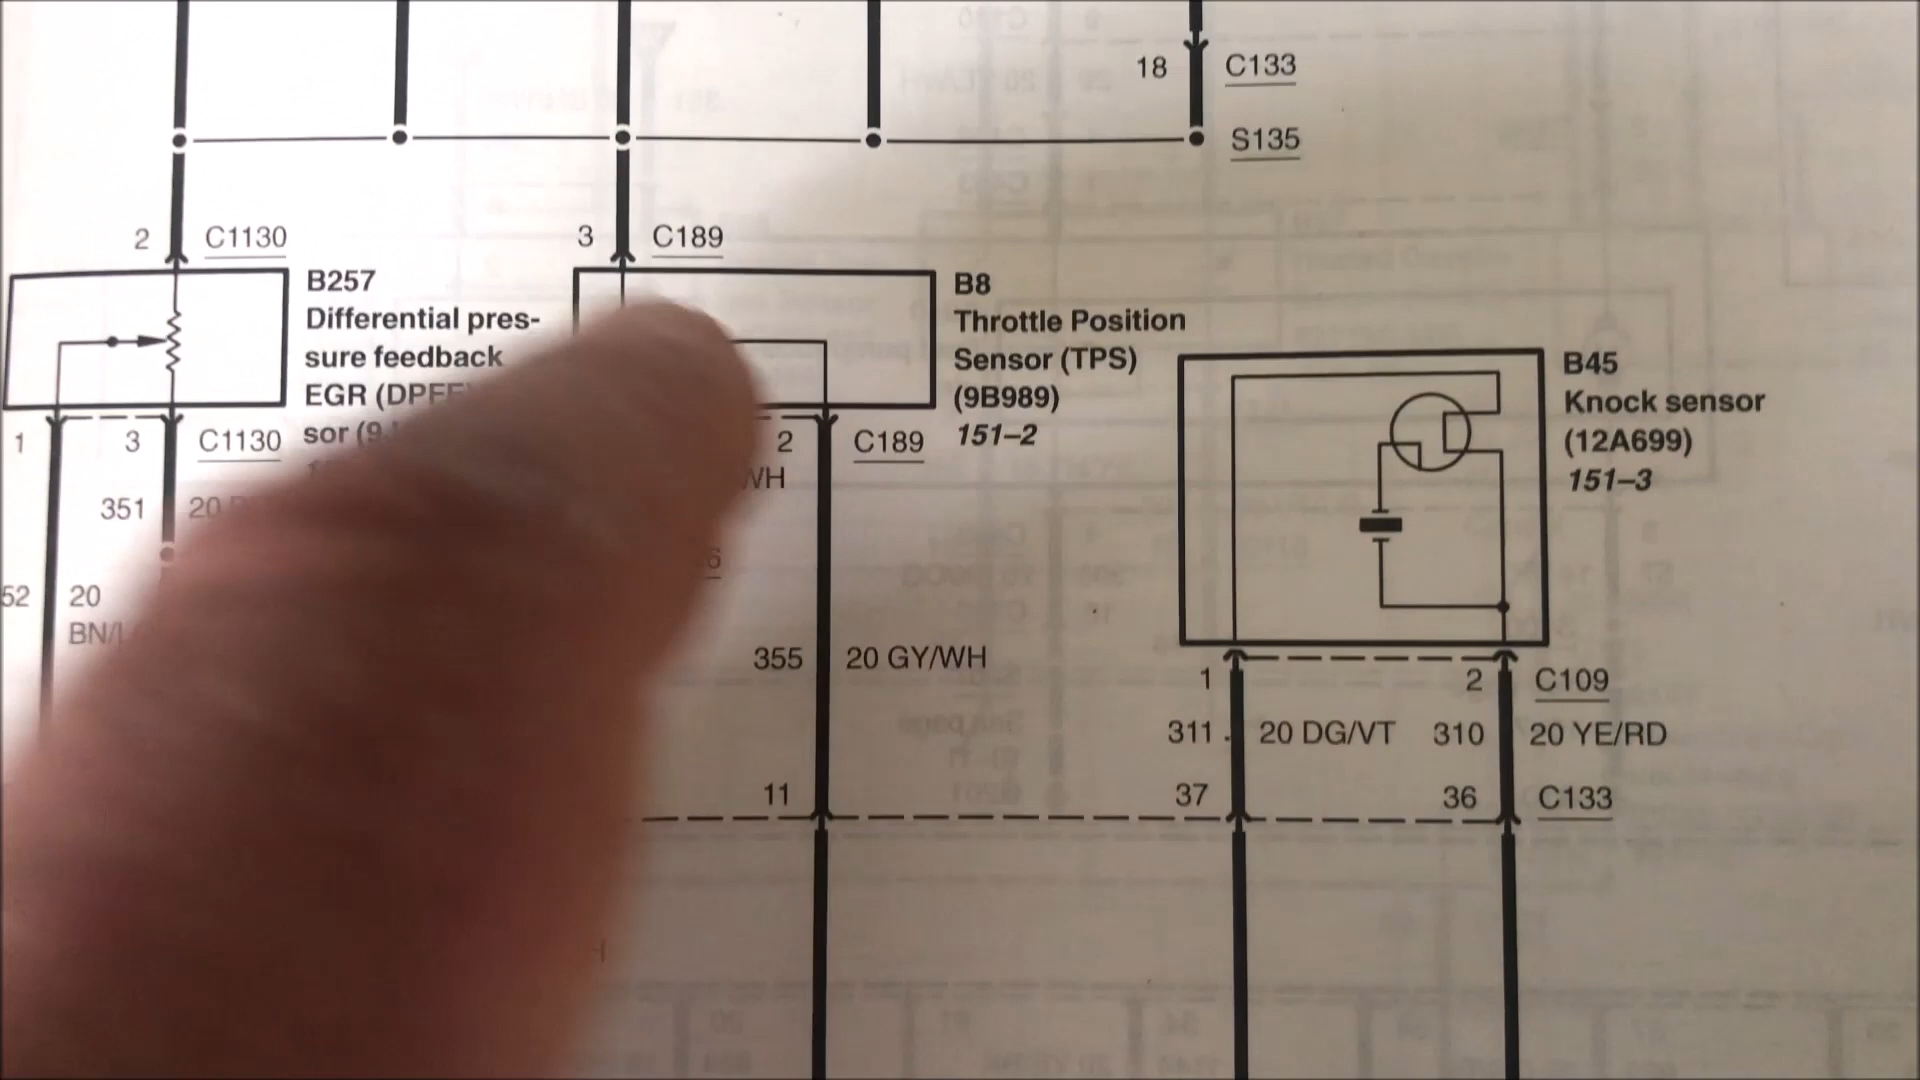 18 C133
S135
2 C1130
3 C189
B257
Differential pres-
sure feedback
EGR (DPFE
sor (9
B8
Throttle Position
Sensor (TPS)
(9B989)
151–2
B45
Knock sensor
(12A699)
151–3
1 3 C1130
2 C189
WH
351 20
52 20
BN/L
355 20 GY/WH
1 2 C109
311 20 DG/VT 310 20 YE/RD
11 37 36 C133